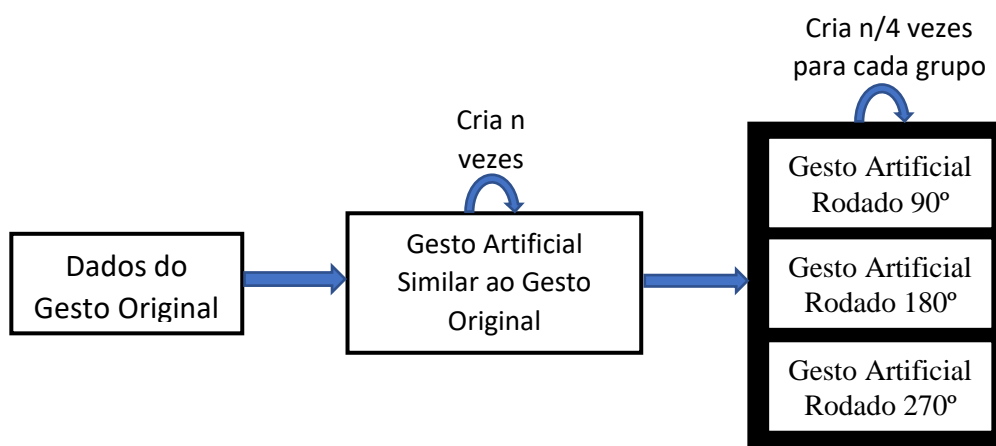 Dados do
Gesto Original
Cria n
vezes
Gesto Artificial
Similar ao Gesto
Original
Cria n/4 vezes
para cada grupo
Gesto Artificial
Rodado 90º
Gesto Artificial
Rodado 180º
Gesto Artificial
Rodado 270º